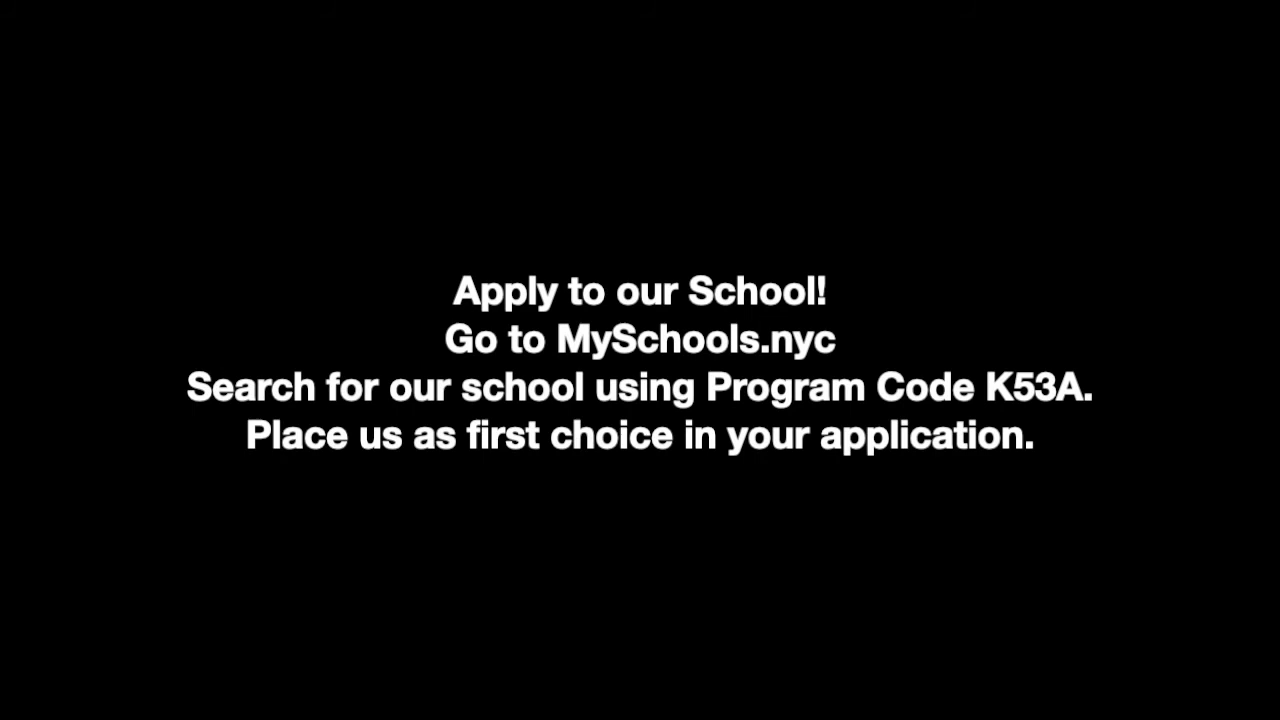 Apply to our School!
Go to MySchools.nyc
Search for our school using Program Code K53A.
Place us as first choice in your application.